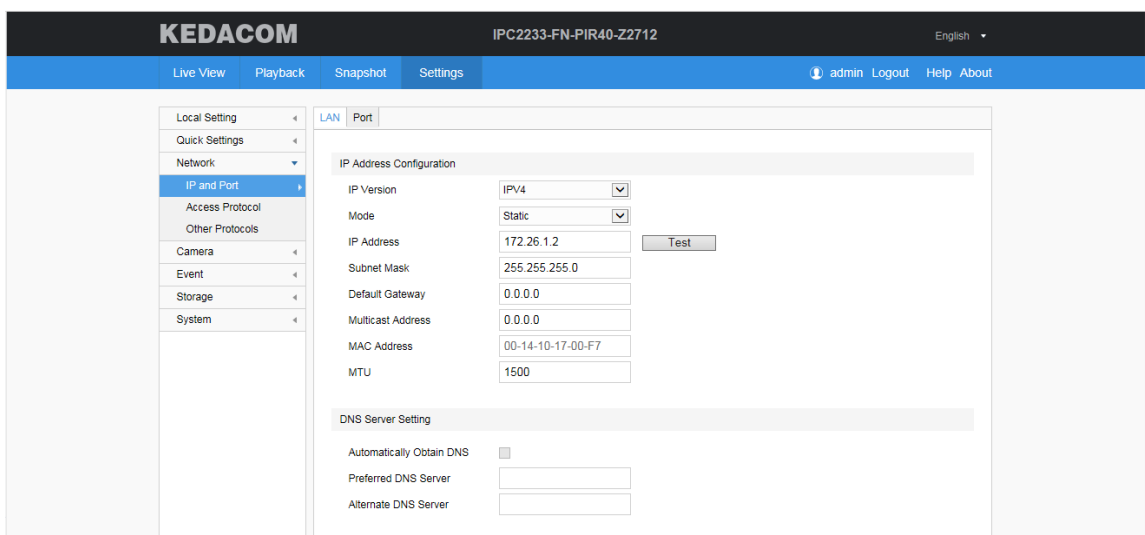 KEDACOM IPC2233-FN-PIR40-Z2712 English
Live View Playback Snapshot Settings admin Logout Help About
Local Setting
Quick Settings
Network
IP and Port
Access Protocol
Other Protocols
Camera
Event
Storage
System
LAN Port
IP Address Configuration
IP Version IPV4
Mode Static
IP Address 172.26.1.2 Test
Subnet Mask 255.255.255.0
Default Gateway 0.0.0.0
Multicast Address 0.0.0.0
MAC Address 00-14-10-17-00-F7
MTU 1500
DNS Server Setting
Automatically Obtain DNS
Preferred DNS Server
Alternate DNS Server